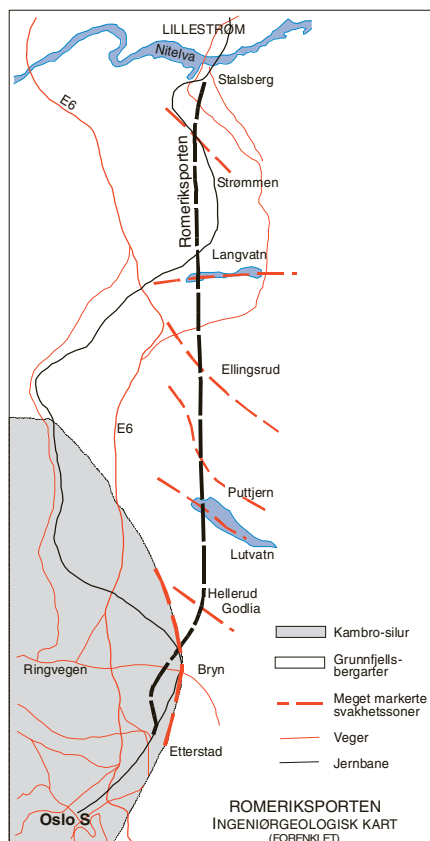 LILLESTRØM
Nitelva
Stalsberg
E6
Romeriksporten
Strømmen
Langvatn
Ellingsrud
E6
Puttjern
Lutvatn
Hellerud
Godlia
Ringvegen
Bryn
Etterstad
Oslo S
Kambro-silur
Grunnfjells-
bergarter
Meget markerte
svakhetssoner
Veger
Jernbane
ROMERIKSPORTEN
INGENIØRGEOLOGISK KART
(FORENKLET)